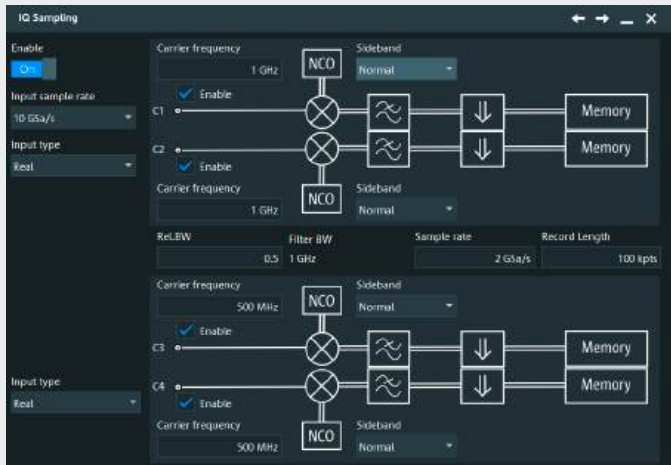 IQ Sampling
Enable
On
Input sample rate
10 GSa/s
Input type
Real
Carrier frequency
1 GHz
NCO
Sideband
Normal
Enable
C1
Memory
C2
Memory
Enable
Carrier frequency
1 GHz
NCO
Sideband
Normal
Rel.BW
0.5
Filter BW
1 GHz
Sample rate
2 GSa/s
Record Length
100 kpts
Carrier frequency
500 MHz
NCO
Sideband
Normal
Enable
C3
Memory
Input type
Real
C4
Memory
Enable
Carrier frequency
500 MHz
NCO
Sideband
Normal